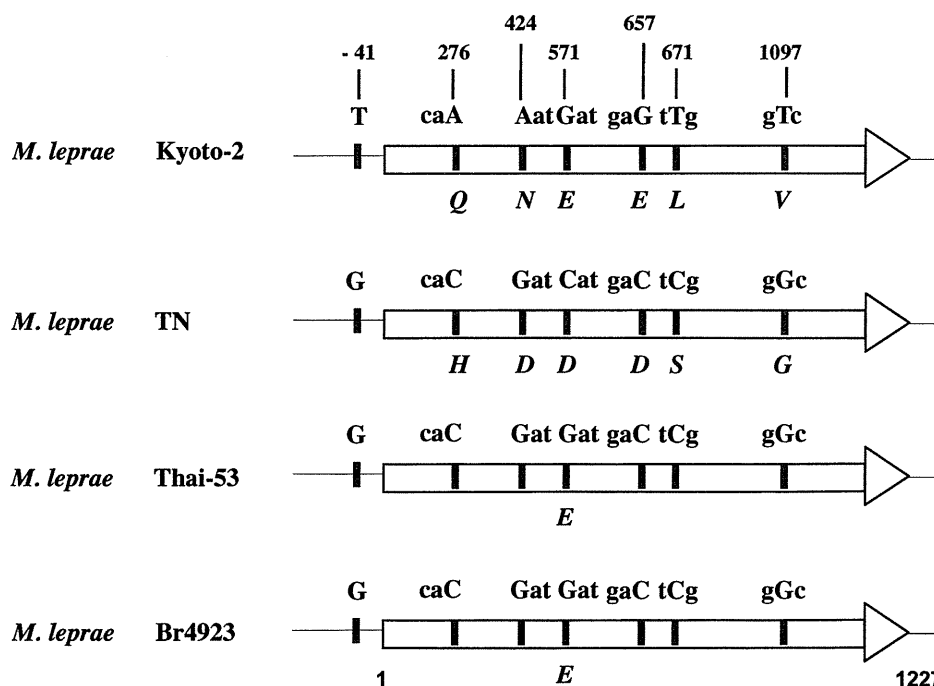 424 657
- 41 276 571 671 1097
T caA AatGat gaG tTg gTc
M. leprae Kyoto-2
Q N E E L V
G caC Gat Cat gaC tCg gGc
M. leprae TN
H D D D S G
G caC Gat Gat gaC tCg gGc
M. leprae Thai-53
E
G caC Gat Gat gaC tCg gGc
M. leprae Br4923
E
1 1227